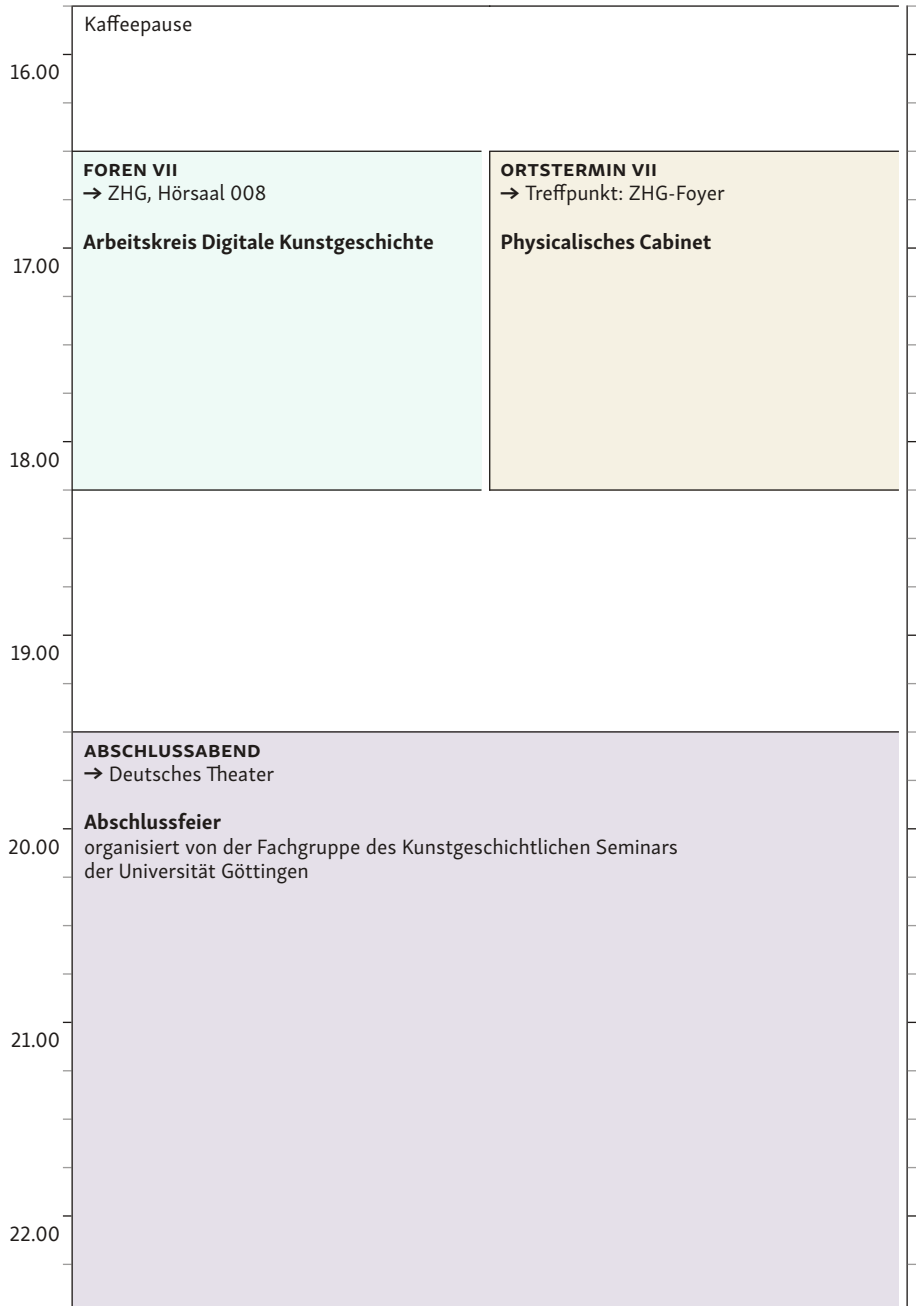 Kaffeepause
16.00
FOREN VII
→ ZHG, Hörsaal 008
Arbeitskreis Digitale Kunstgeschichte
ORTSTERMIN VII
→ Treffpunkt: ZHG-Foyer
Physicalisches Cabinet
17.00
18.00
19.00
ABSCHLUSSABEND
→ Deutsches Theater
Abschlussfeier
20.00
organisiert von der Fachgruppe des Kunstgeschichtlichen Seminars
der Universität Göttingen
21.00
22.00